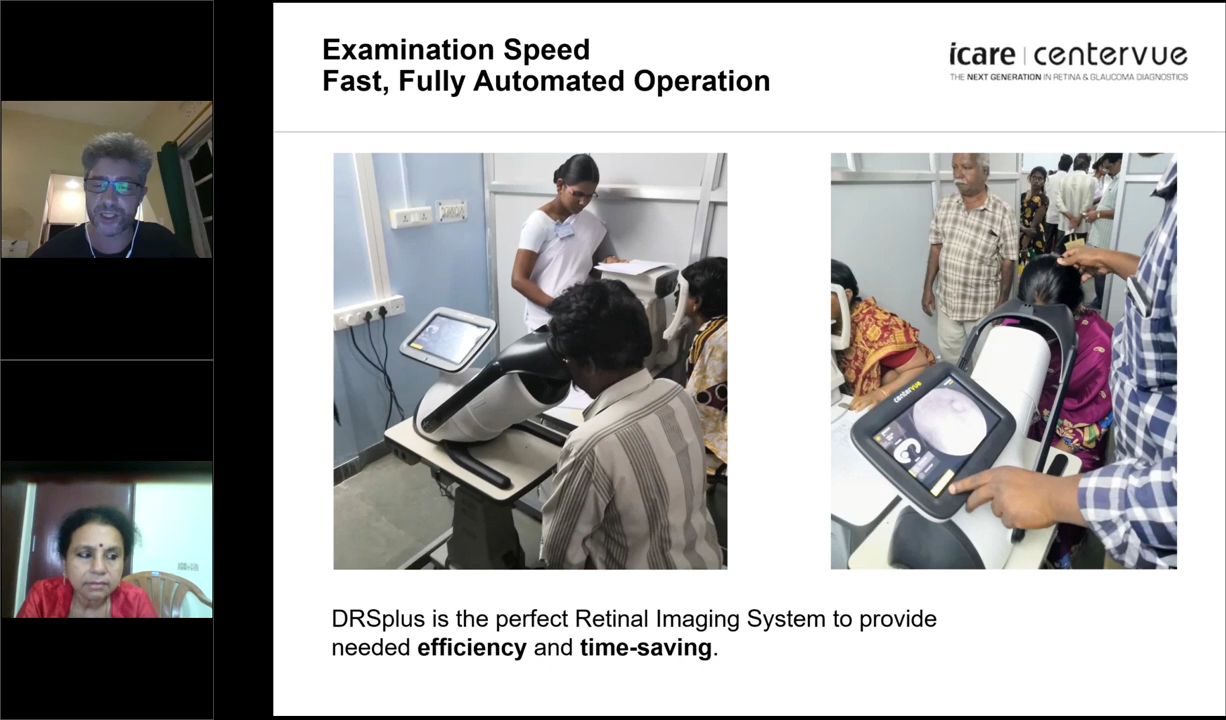 Examination Speed
Fast, Fully Automated Operation
icare | centervue
THE NEXT GENERATION IN RETINA & GLAUCOMA DIAGNOSTICS
centervue
DRSplus is the perfect Retinal Imaging System to provide
needed efficiency and time-saving.